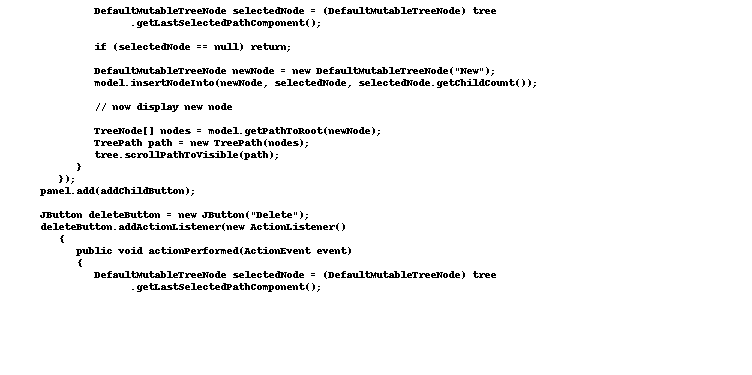 DefaultMutableTreeNode selectedNode = (DefaultMutableTreeNode) tree
.getLastSelectedPathComponent();
if (selectedNode == null) return;
DefaultMutableTreeNode newNode = new DefaultMutableTreeNode("New");
model.insertNodeInto(newNode, selectedNode, selectedNode.getChildCount());
// now display new node
TreeNode[] nodes = model.getPathToRoot(newNode);
TreePath path = new TreePath(nodes);
tree.scrollPathToVisible(path);
}
});
panel.add(addChildButton);
JButton deleteButton = new JButton("Delete");
deleteButton.addActionListener(new ActionListener()
{
public void actionPerformed(ActionEvent event)
{
DefaultMutableTreeNode selectedNode = (DefaultMutableTreeNode) tree
.getLastSelectedPathComponent();